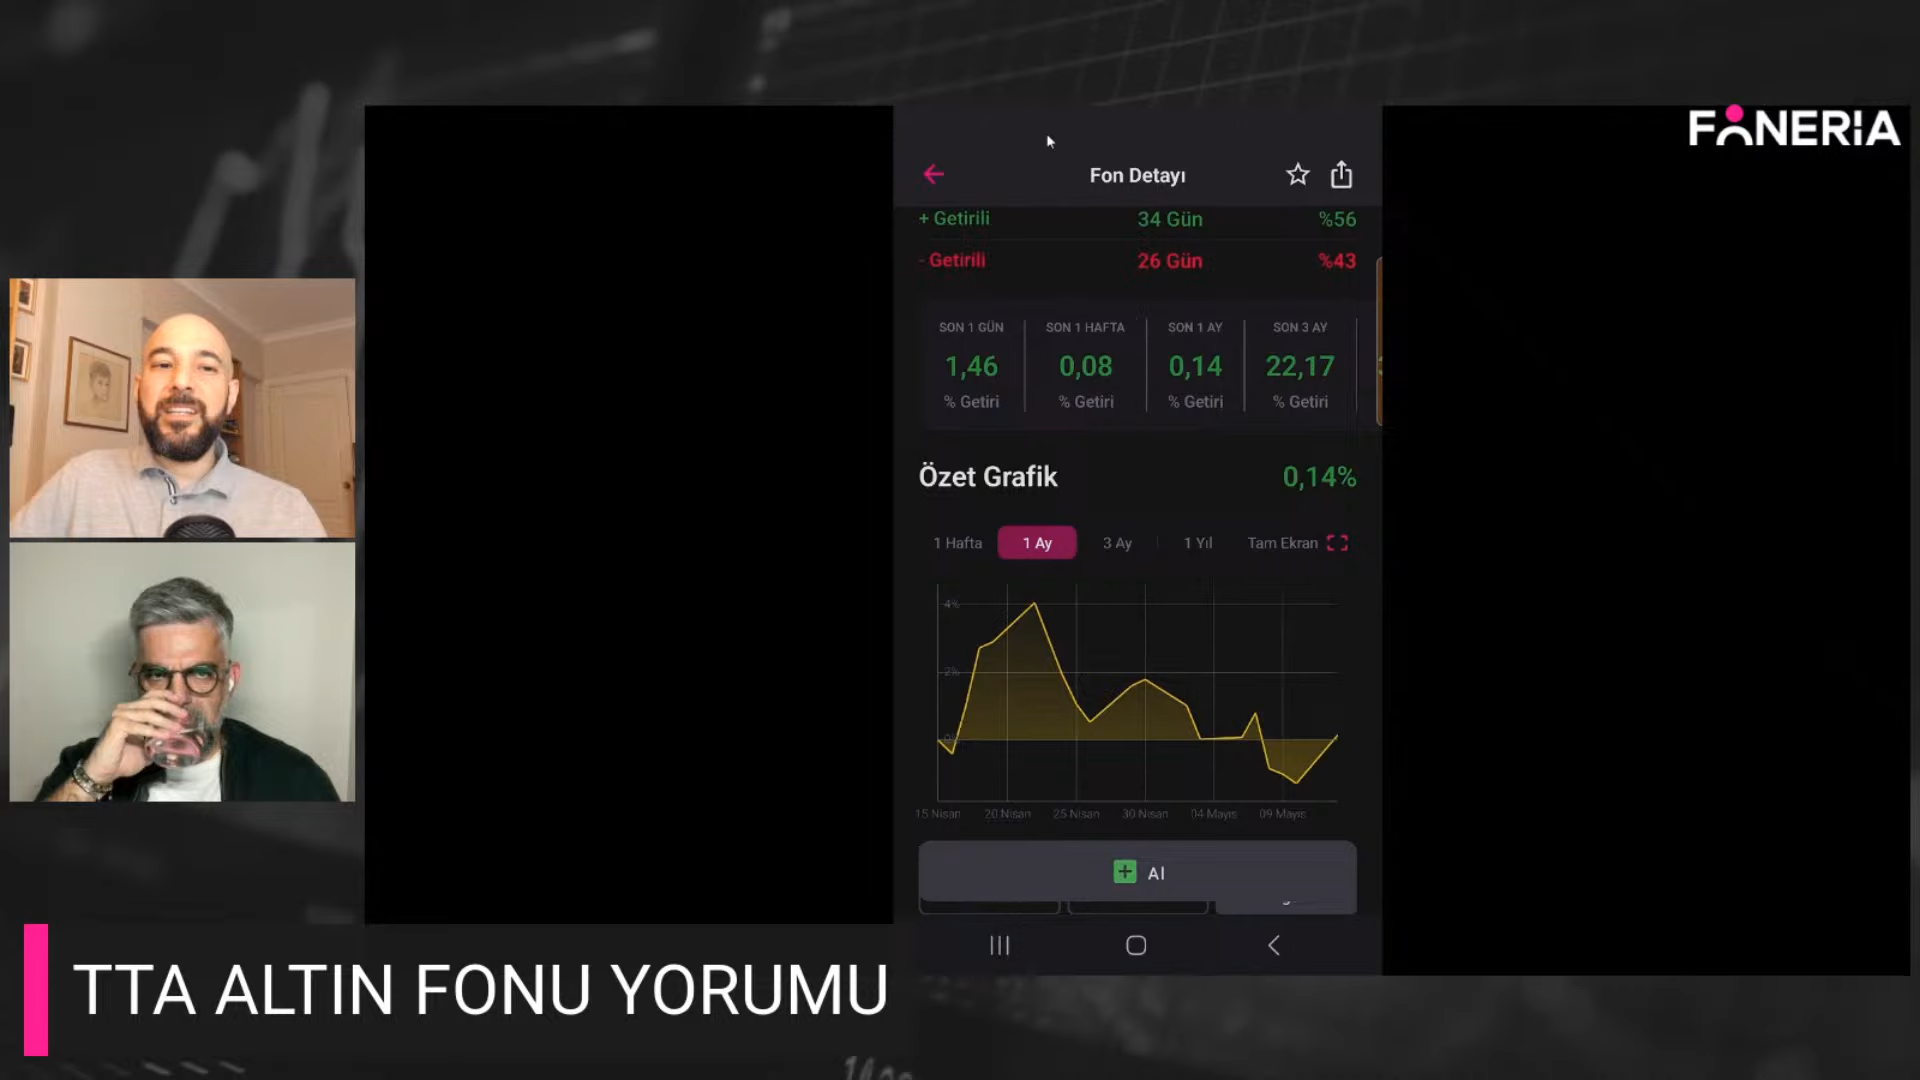 FONERIA
Fon Detayı
+ Getirili 34 Gün %56
- Getirili 26 Gün %43
SON 1 GÜN SON 1 HAFTA SON 1 AY SON 3 AY
1,46 0,08 0,14 22,17
% Getiri % Getiri % Getiri % Getiri
Özet Grafik 0,14%
1 Hafta 1 Ay 3 Ay 1 Yıl Tam Ekran
4%
2%
0%
15 Nisan 20 Nisan 25 Nisan 30 Nisan 04 Mayıs 09 Mayıs
Al
TTA ALTIN FONU YORUMU